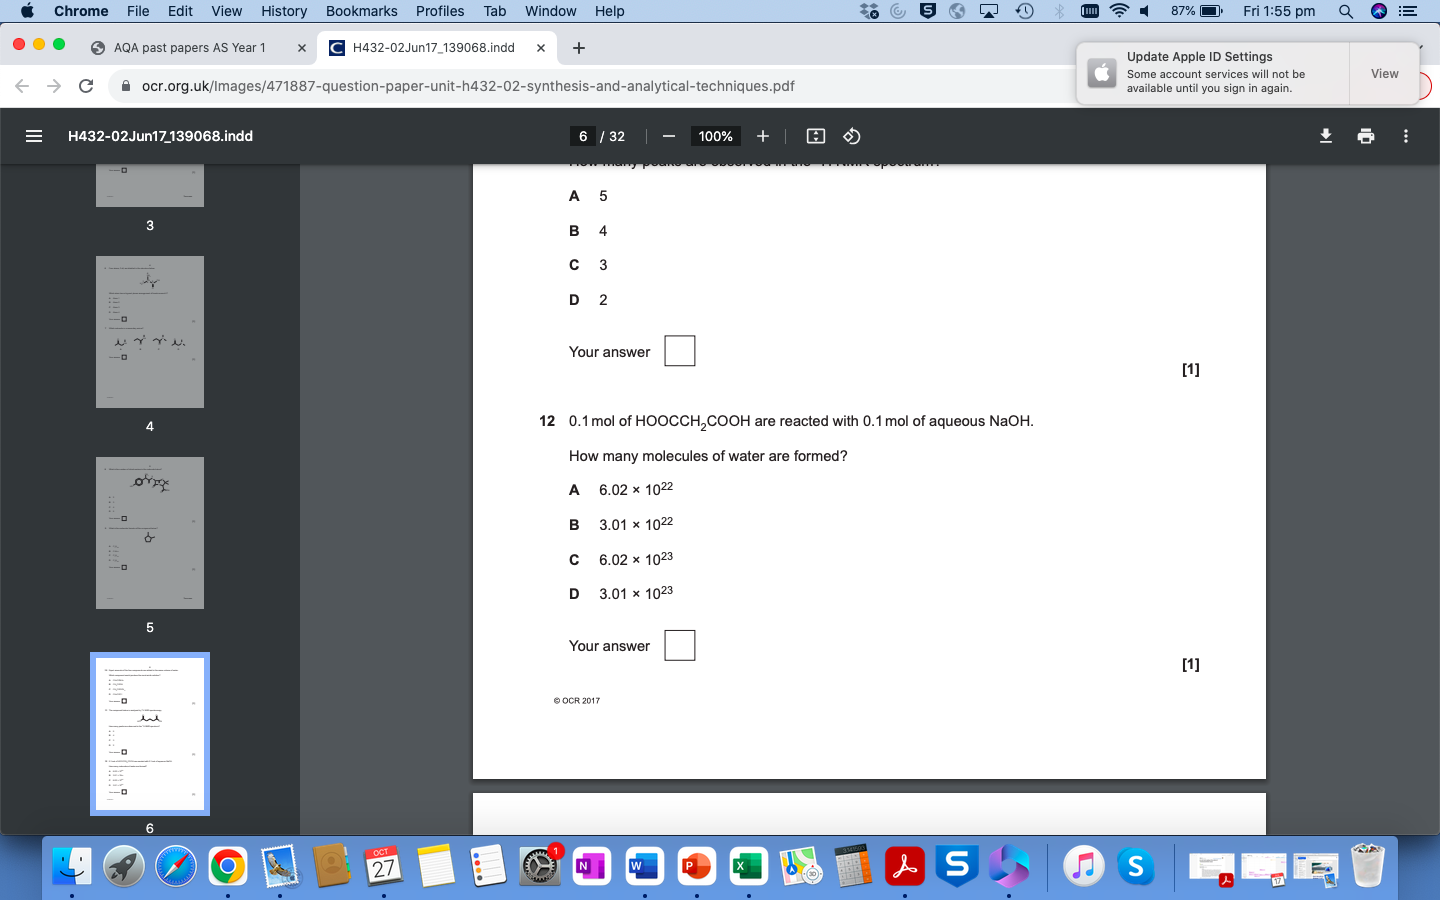 Chrome File Edit View History Bookmarks Profiles Tab Window Help 87% Fri 1:55 pm
AQA past papers AS Year 1 × H432-02Jun17_139068.indd × +
Update Apple ID Settings
Some account services will not be
available until you sign in again.
View
ocr.org.uk/Images/471887-question-paper-unit-h432-02-synthesis-and-analytical-techniques.pdf
H432-02Jun17_139068.indd 6 / 32 − 100% +
3
4
5
6
A 5
B 4
C 3
D 2
Your answer
[1]
12 0.1 mol of HOOCCH₂COOH are reacted with 0.1 mol of aqueous NaOH.
How many molecules of water are formed?
A 6.02 × 10²²
B 3.01 × 10²²
C 6.02 × 10²³
D 3.01 × 10²³
Your answer
[1]
© OCR 2017
OCT
27
1
N W P X 3D S S
17